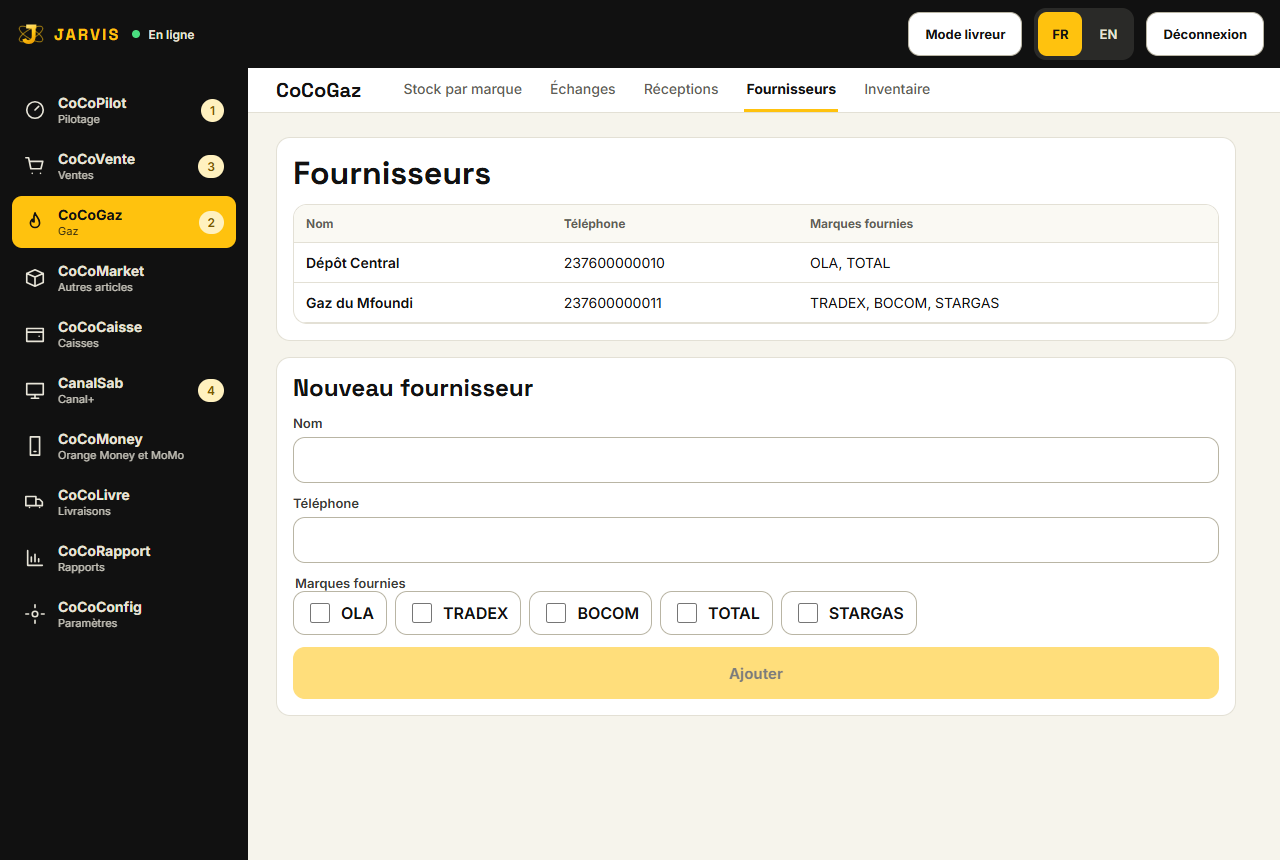 JARVIS
En ligne
Mode livreur
FR
EN
Déconnexion
CoCoPilot
Pilotage
1
CoCoVente
Ventes
3
CoCoGaz
Gaz
2
CoCoMarket
Autres articles
CoCoCaisse
Caisses
CanalSab
Canal+
4
CoCoMoney
Orange Money et MoMo
CoCoLivre
Livraisons
CoCoRapport
Rapports
CoCoConfig
Paramètres
CoCoGaz
Stock par marque
Échanges
Réceptions
Fournisseurs
Inventaire
Fournisseurs
Nom Téléphone Marques fournies
Dépôt Central 237600000010 OLA, TOTAL
Gaz du Mfoundi 237600000011 TRADEX, BOCOM, STARGAS
Nouveau fournisseur
Nom
Téléphone
Marques fournies
OLA TRADEX BOCOM TOTAL STARGAS
Ajouter